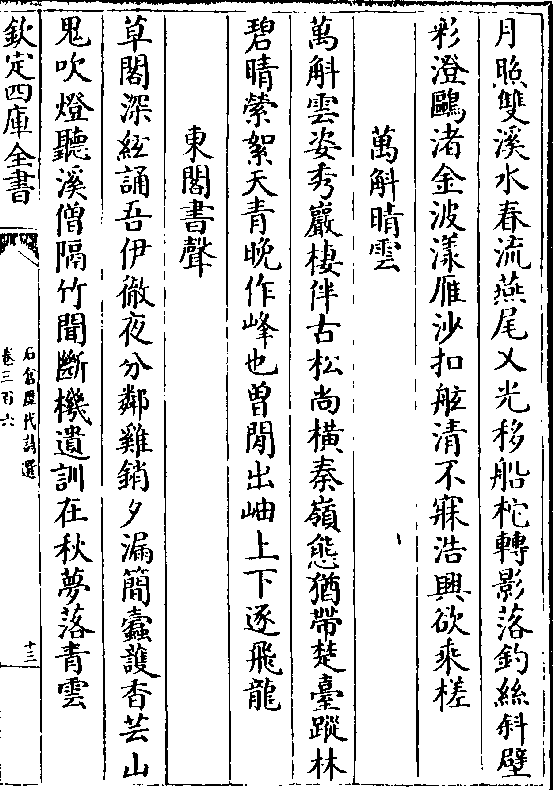 月照雙溪水春流燕尾乂光移船柁轉影落釣絲斜壁
彩澄鷗渚金波漾雁沙扣舷清不寐浩興欲乘槎
萬斛晴雲
萬斛雲姿秀巖棲伴古松尚橫秦嶺態猶帶楚臺蹤林
碧晴縈絮天青晚作峰也曽閒出岫上下逐飛龍
東閣書聲
草閣深絃誦吾伊徹夜分鄰雞銷夕漏簡蠧護香芸山
鬼吹燈聽溪僧隔竹聞斷機遺訓在秋夢落青雲
欽定四庫全書
石倉歷代詩選
卷三百六
十三